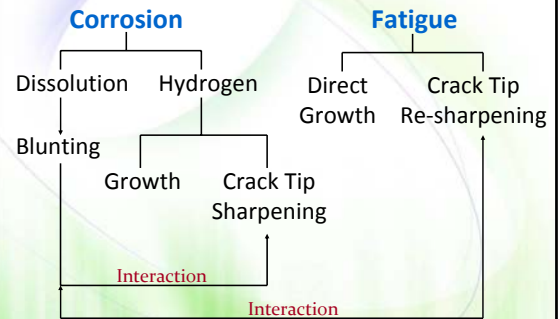 Corrosion
Fatigue
Dissolution
Hydrogen
Direct
Growth
Crack Tip
Re-sharpening
Blunting
Growth
Crack Tip
Sharpening
Interaction
Interaction